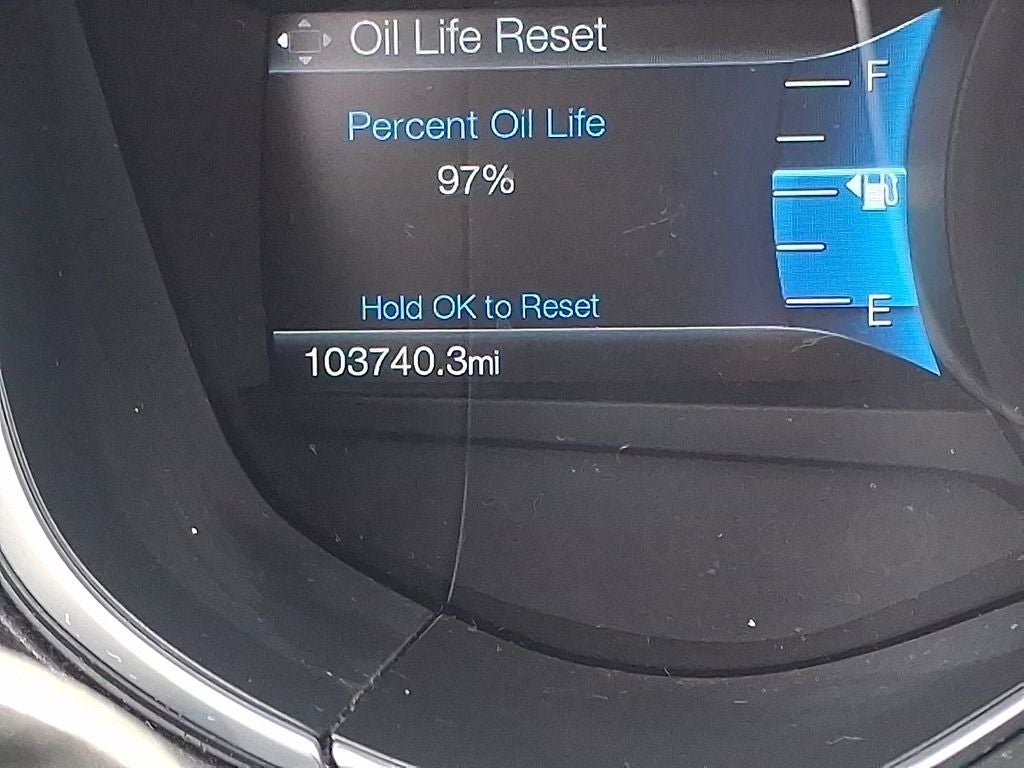 Oil Life Reset
F
Percent Oil Life
97%
Hold OK to Reset
E
103740.3mi